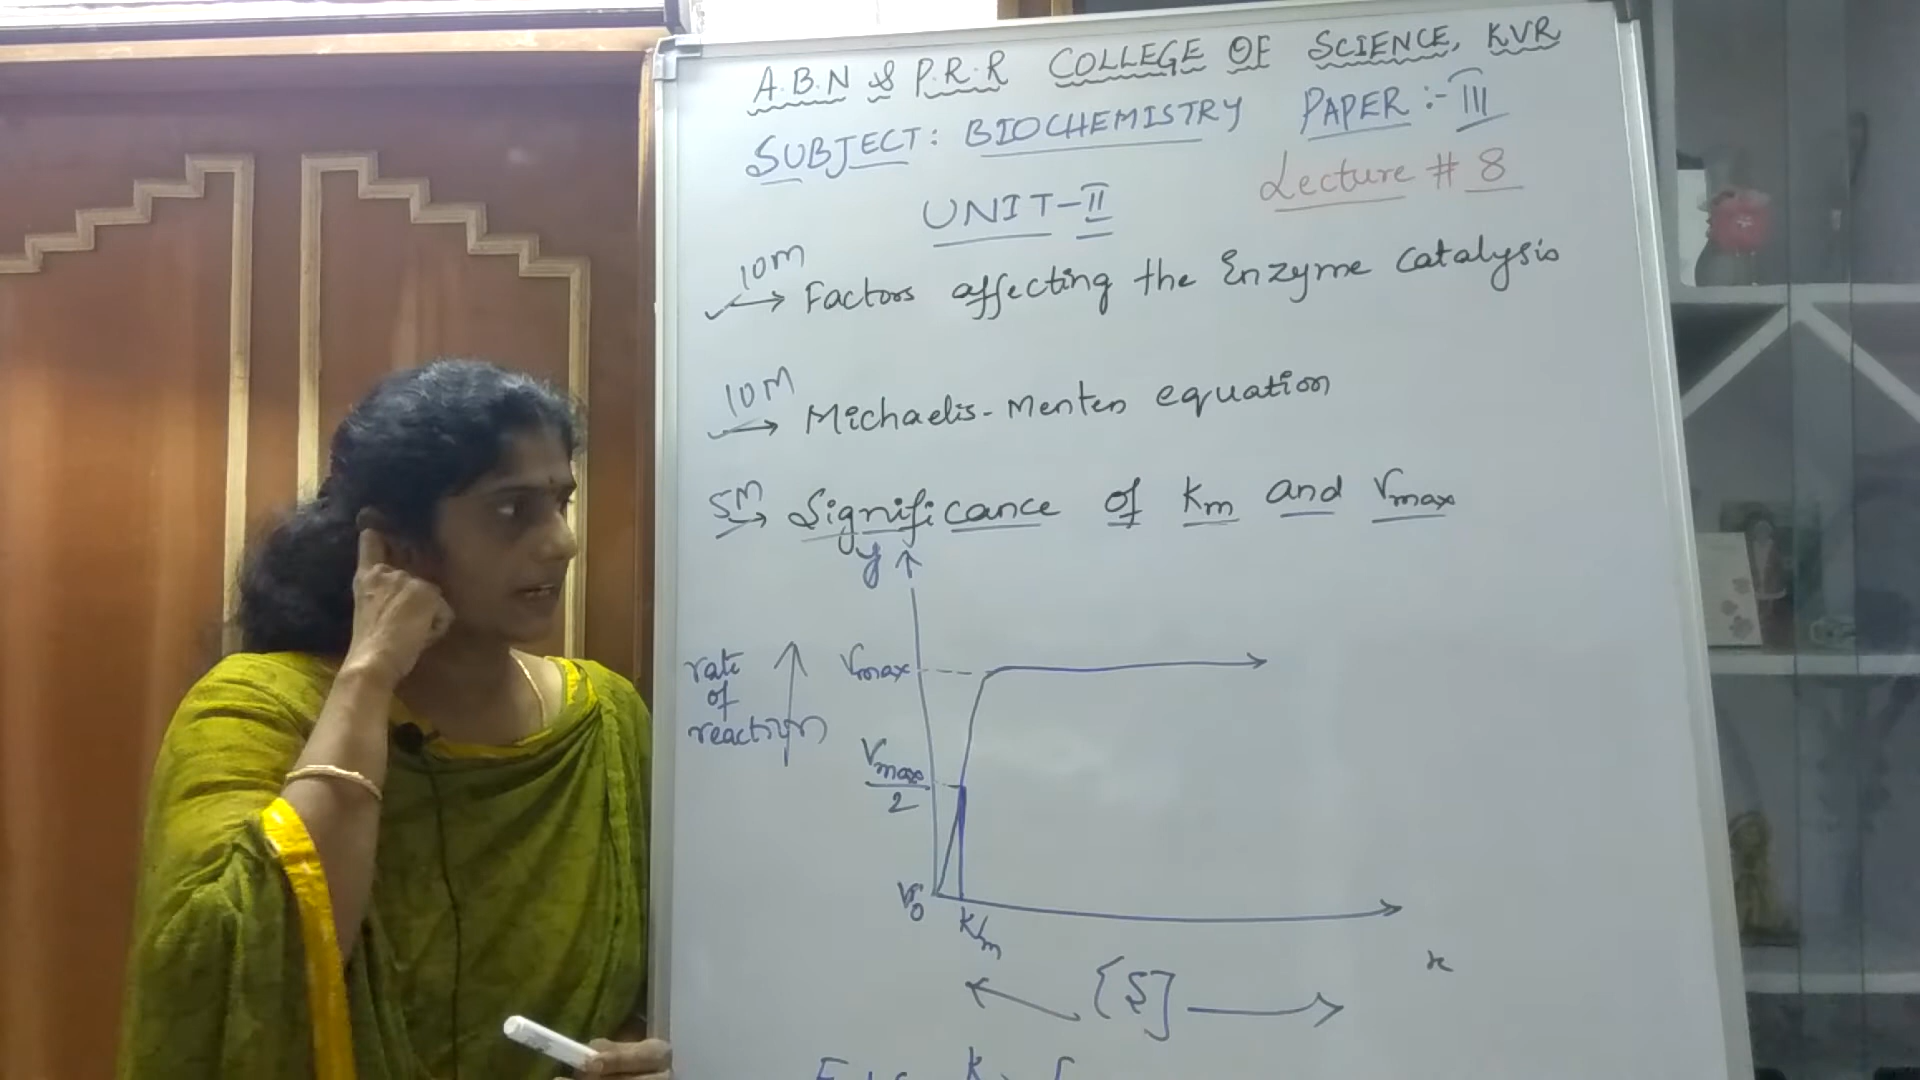 A.B.N & P.R.R COLLEGE OF SCIENCE, KVR
SUBJECT: BIOCHEMISTRY PAPER:- III
UNIT-II Lecture # 8
10M → Factors affecting the Enzyme catalysis
10M → Michaelis-Menten equation
5M → Significance of Km and Vmax
y
rate of reaction
Vmax
Vmax/2
V0
Km
x
[S]